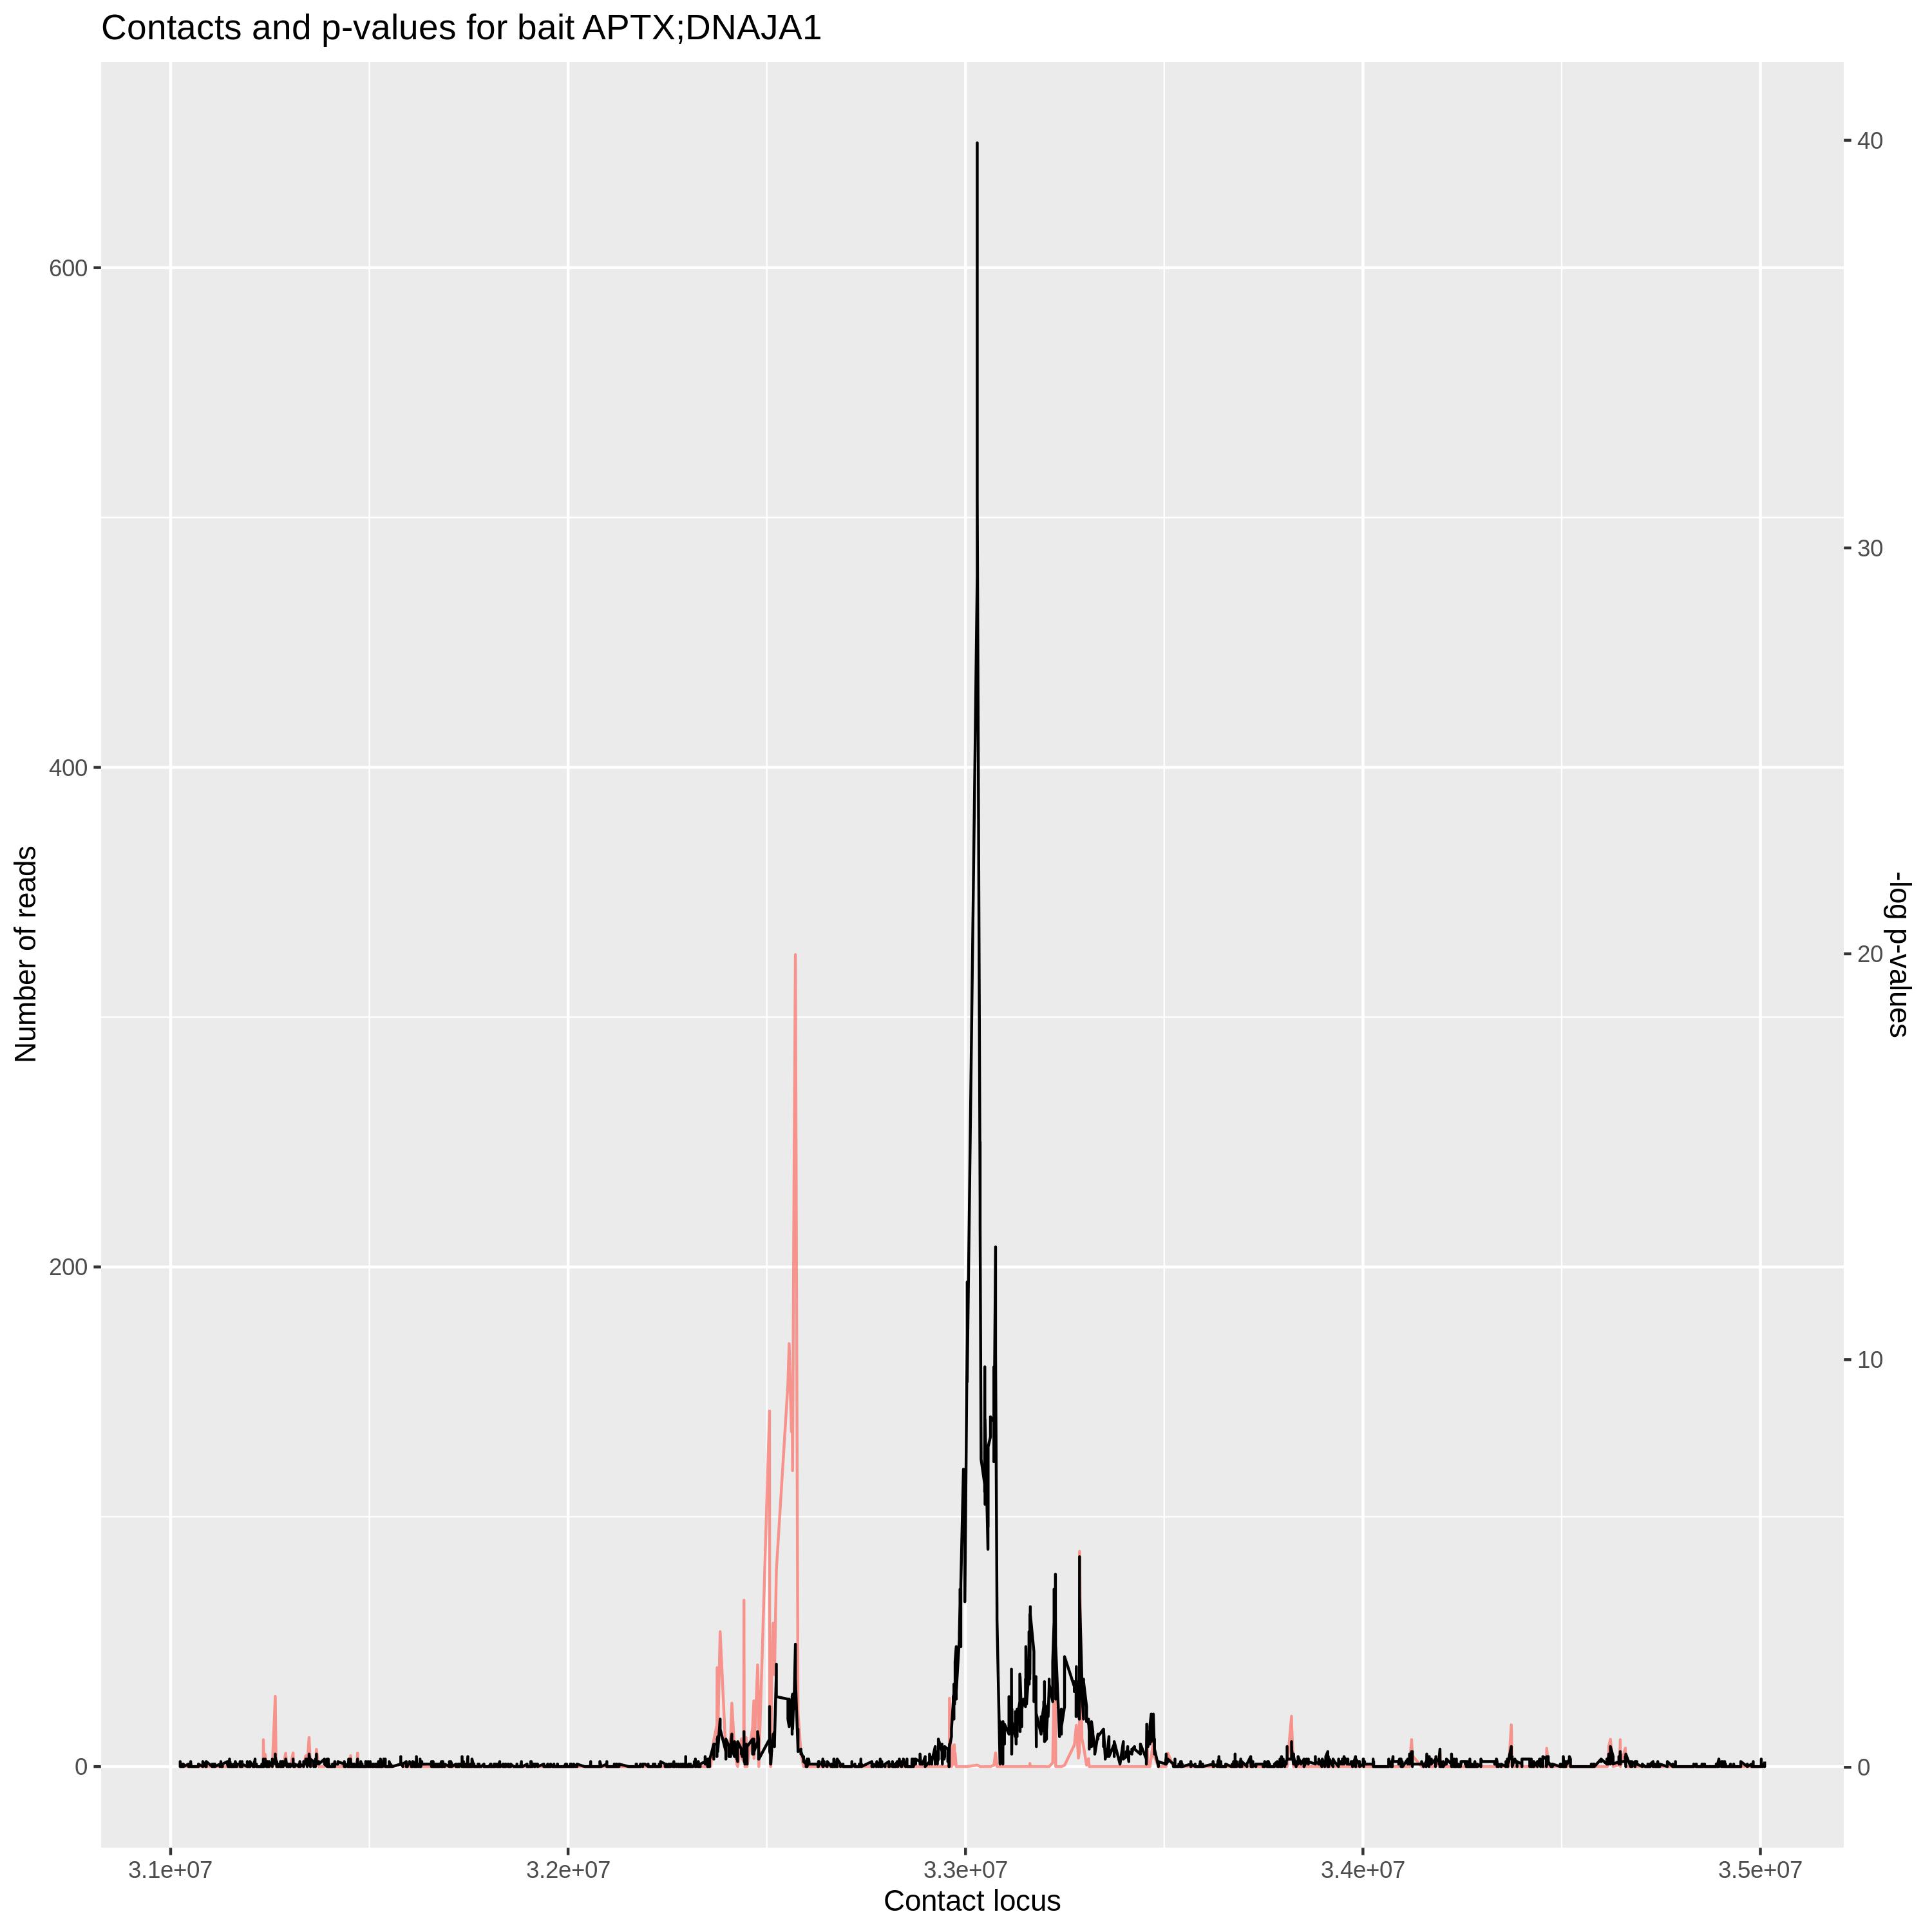 Contacts and p-values for bait APTX;DNAJA1
40
600
30
400
Number of reads
-log p-values
20
200
10
0
0
3.1e+07
3.2e+07
3.3e+07
3.4e+07
3.5e+07
Contact locus